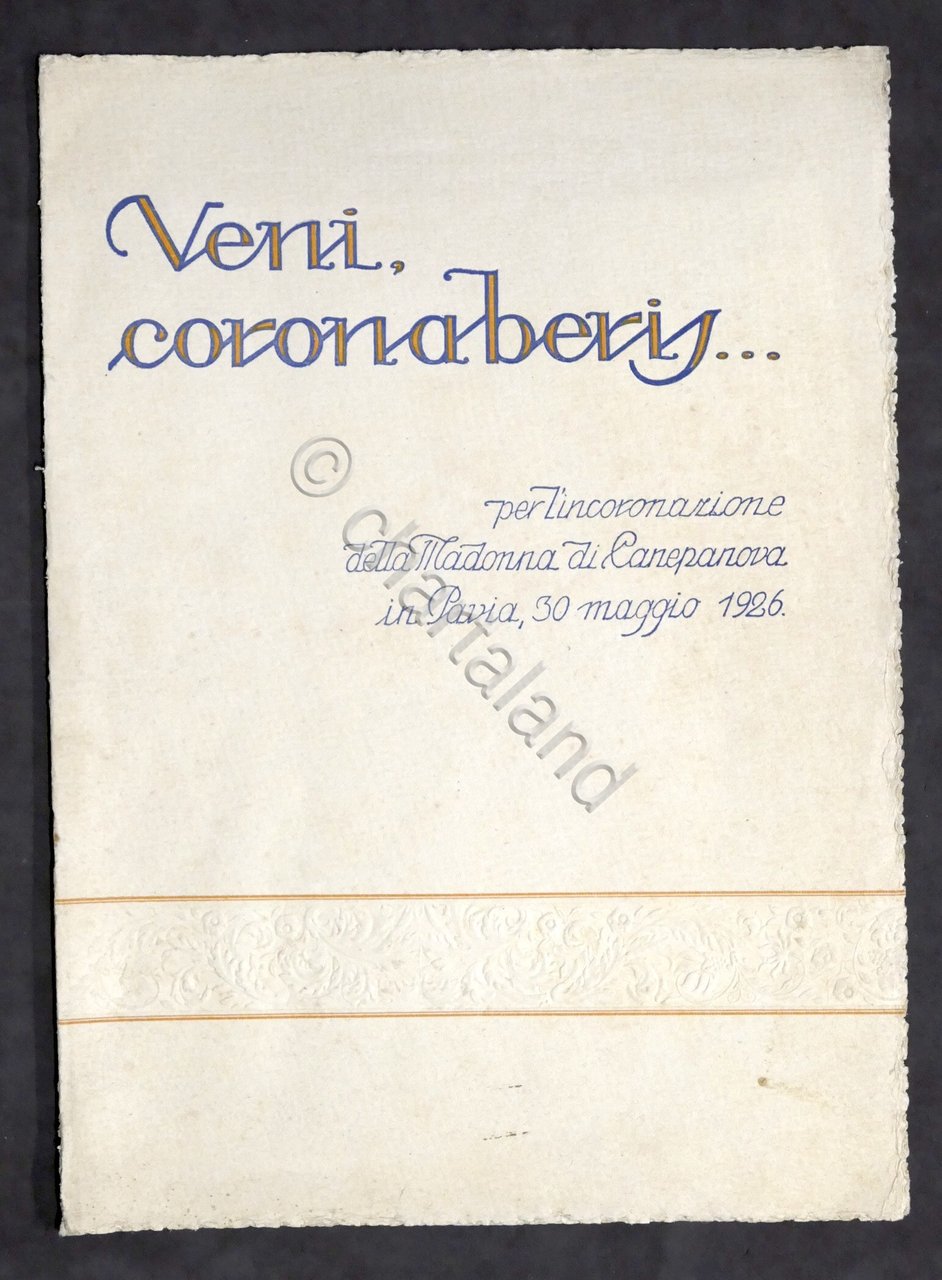 Veni,
coronaberis...
per l'incoronazione
della Madonna di Canepanova
in Pavia, 30 maggio 1926.
© chartaland